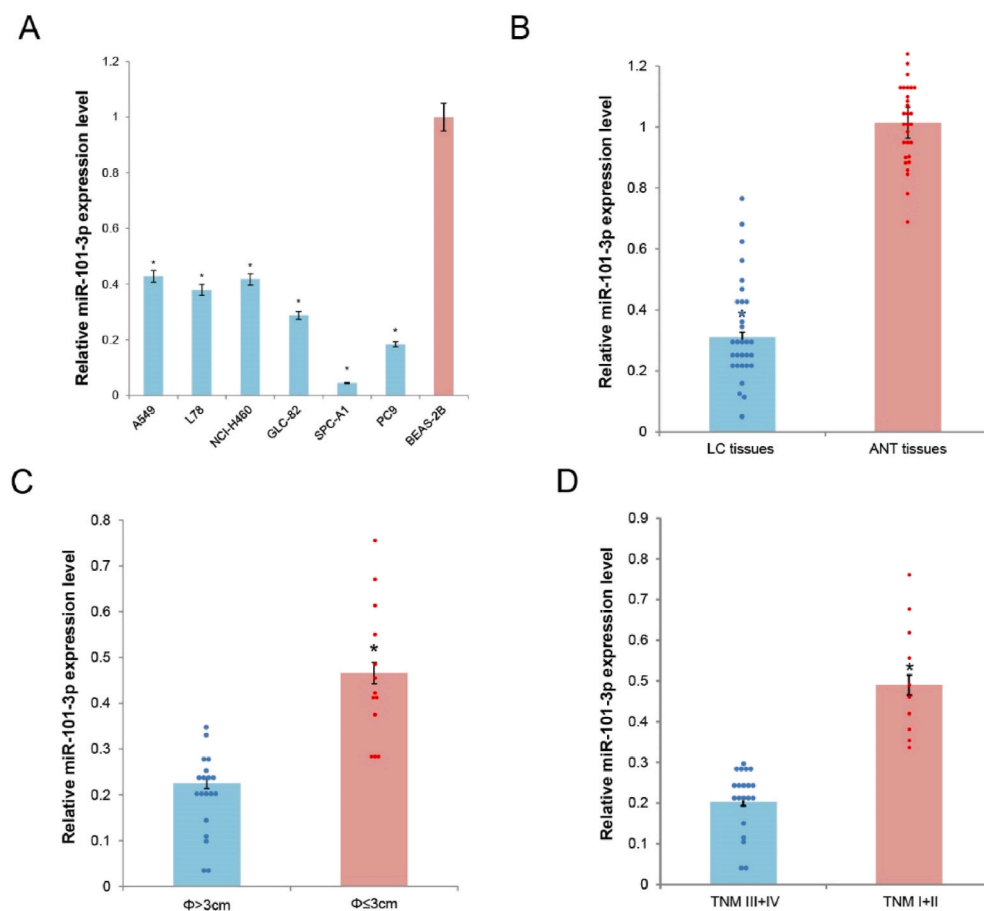 A
Relative miR-101-3p expression level
1.2
1
0.8
0.6
0.4
0.2
0
*
*
*
*
*
*
A549
L78
NCI-H460
GLC-82
SPC-A1
PC9
BEAS-2B
B
Relative miR-101-3p expression level
1.2
1
0.8
0.6
0.4
0.2
0
*
LC tissues
ANT tissues
C
Relative miR-101-3p expression level
0.8
0.7
0.6
0.5
0.4
0.3
0.2
0.1
0
*
Φ>3cm
Φ≤3cm
D
Relative miR-101-3p expression level
0.9
0.8
0.7
0.6
0.5
0.4
0.3
0.2
0.1
0
*
TNM III+IV
TNM I+II